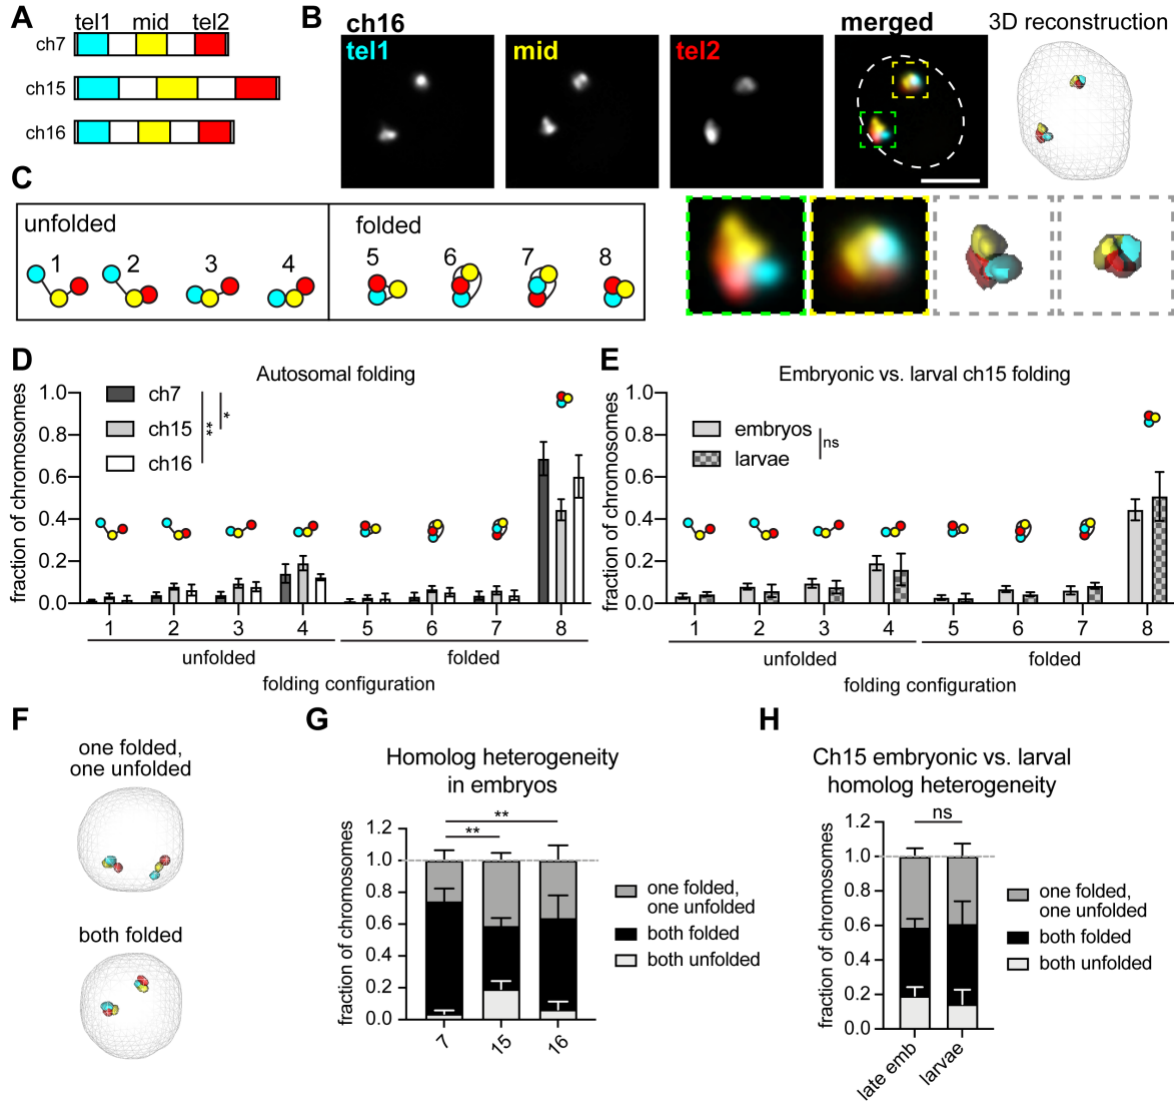 A
tel1 mid tel2
ch7
ch15
ch16
B
ch16
tel1
mid
tel2
merged
3D reconstruction
C
unfolded
1 2 3 4
folded
5 6 7 8
D
Autosomal folding
fraction of chromosomes
1.0
0.8
0.6
0.4
0.2
0.0
ch7
ch15
ch16
*
**
1 2 3 4 5 6 7 8
unfolded folded
folding configuration
E
Embryonic vs. larval ch15 folding
fraction of chromosomes
1.0
0.8
0.6
0.4
0.2
0.0
embryos
larvae
ns
1 2 3 4 5 6 7 8
unfolded folded
folding configuration
F
one folded,
one unfolded
both folded
G
Homolog heterogeneity
in embryos
fraction of chromosomes
1.2
1.0
0.8
0.6
0.4
0.2
0.0
**
**
7 15 16
one folded,
one unfolded
both folded
both unfolded
H
Ch15 embryonic vs. larval
homolog heterogeneity
fraction of chromosomes
1.2
1.0
0.8
0.6
0.4
0.2
0.0
ns
late emb
larvae
one folded,
one unfolded
both folded
both unfolded